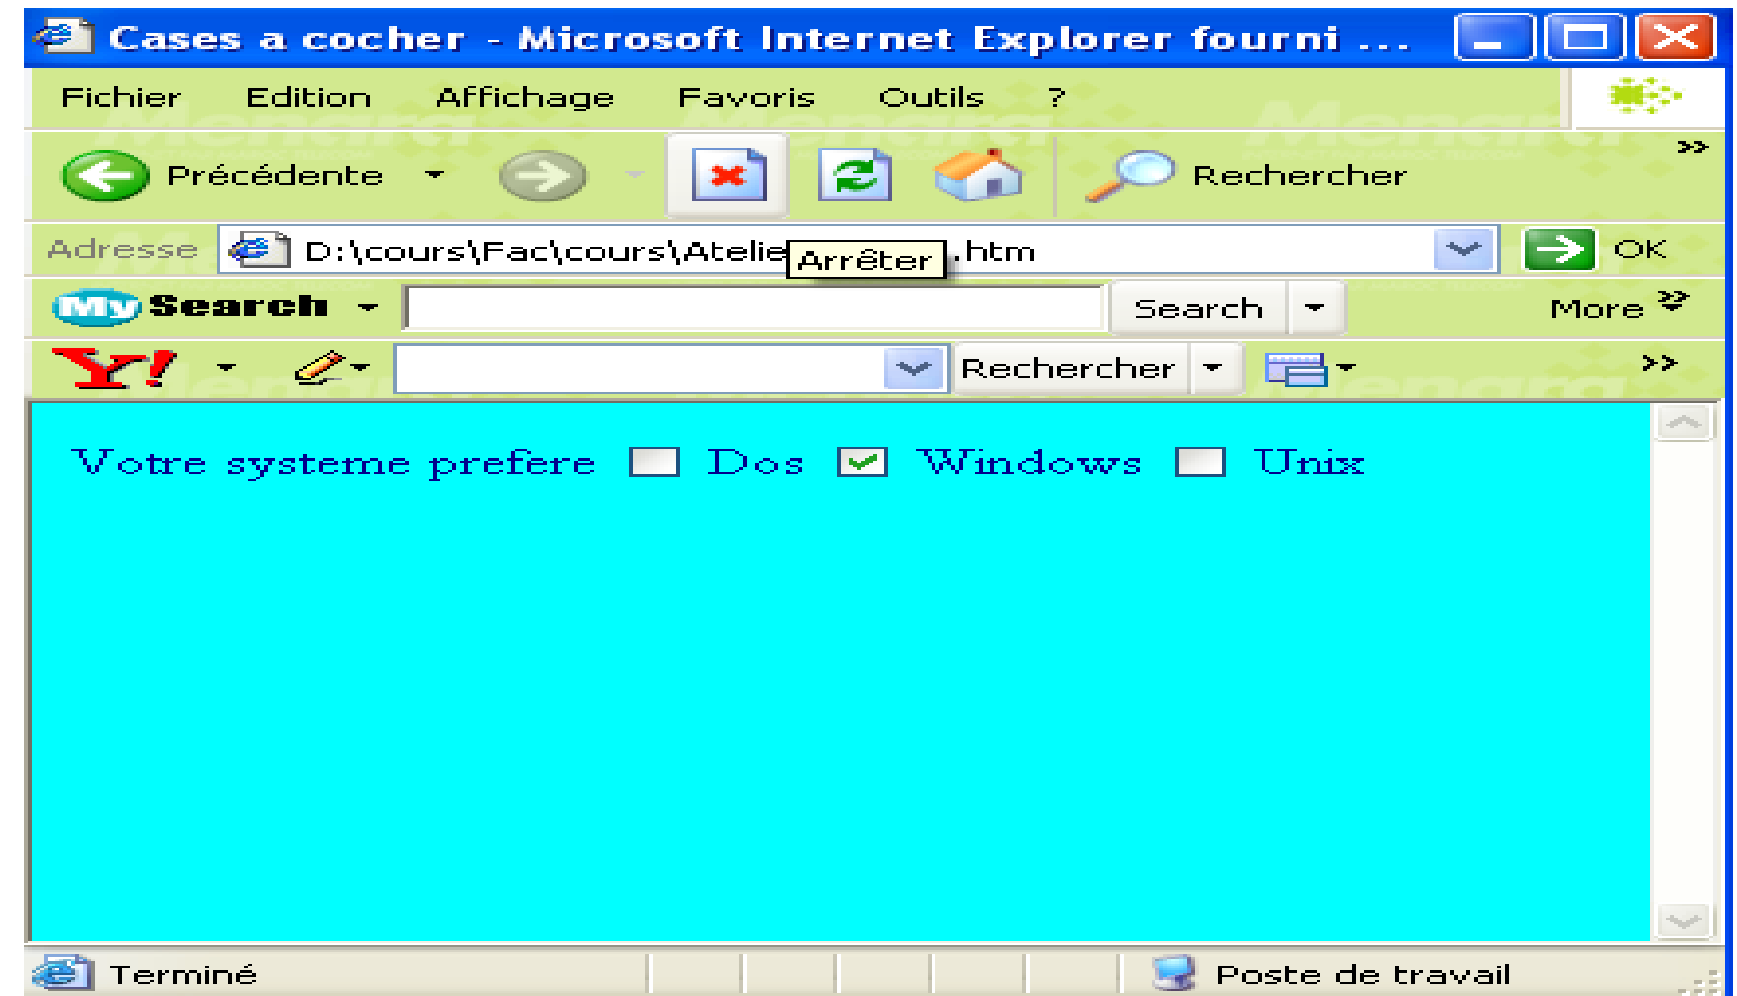 Cases a cocher - Microsoft Internet Explorer fourni ...
Fichier Edition Affichage Favoris Outils ?
Précédente Rechercher »
Adresse D:\cours\Fac\cours\Atelie .htm OK
Arrêter
My Search Search More »
Y! Rechercher »
Votre systeme prefere Dos Windows Unix
Terminé Poste de travail